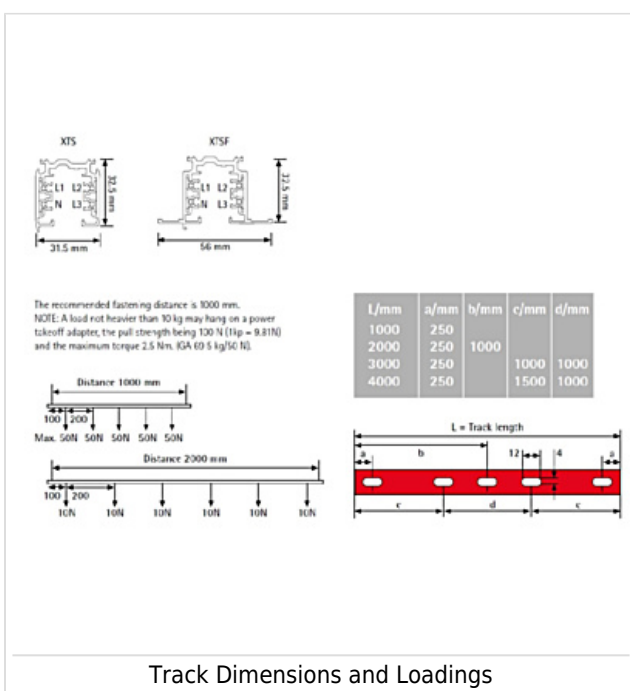 XTS
XTSF
L1 L2
N L3
32.5 mm
31.5 mm
L1 L2
N L3
32.5 mm
56 mm
The recommended fastening distance is 1000 mm.
NOTE: A load not heavier than 10 kg may hang on a power
takeoff adapter, the pull strength being 100 N (1kp = 9.81N)
and the maximum torque 2.5 Nm. (GA 69 5 kg/50 N).
L/mm a/mm b/mm c/mm d/mm
1000 250
2000 250 1000
3000 250 1000 1000
4000 250 1500 1000
Distance 1000 mm
100 200
Max. 50N 50N 50N 50N 50N
Distance 2000 mm
100 200
10N 10N 10N 10N 10N 10N
L = Track length
a b 12 4 a
c d c
Track Dimensions and Loadings